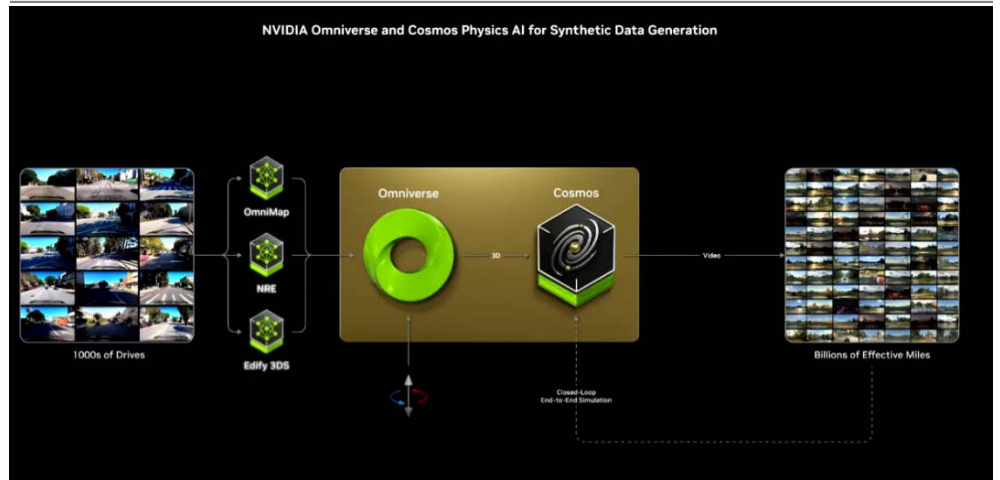 NVIDIA Omniverse and Cosmos Physics AI for Synthetic Data Generation
OmniMap
NRE
Edify 3DS
1000s of Drives
Omniverse
Cosmos
3D
Video
Closed-Loop
End-to-End Simulation
Billions of Effective Miles